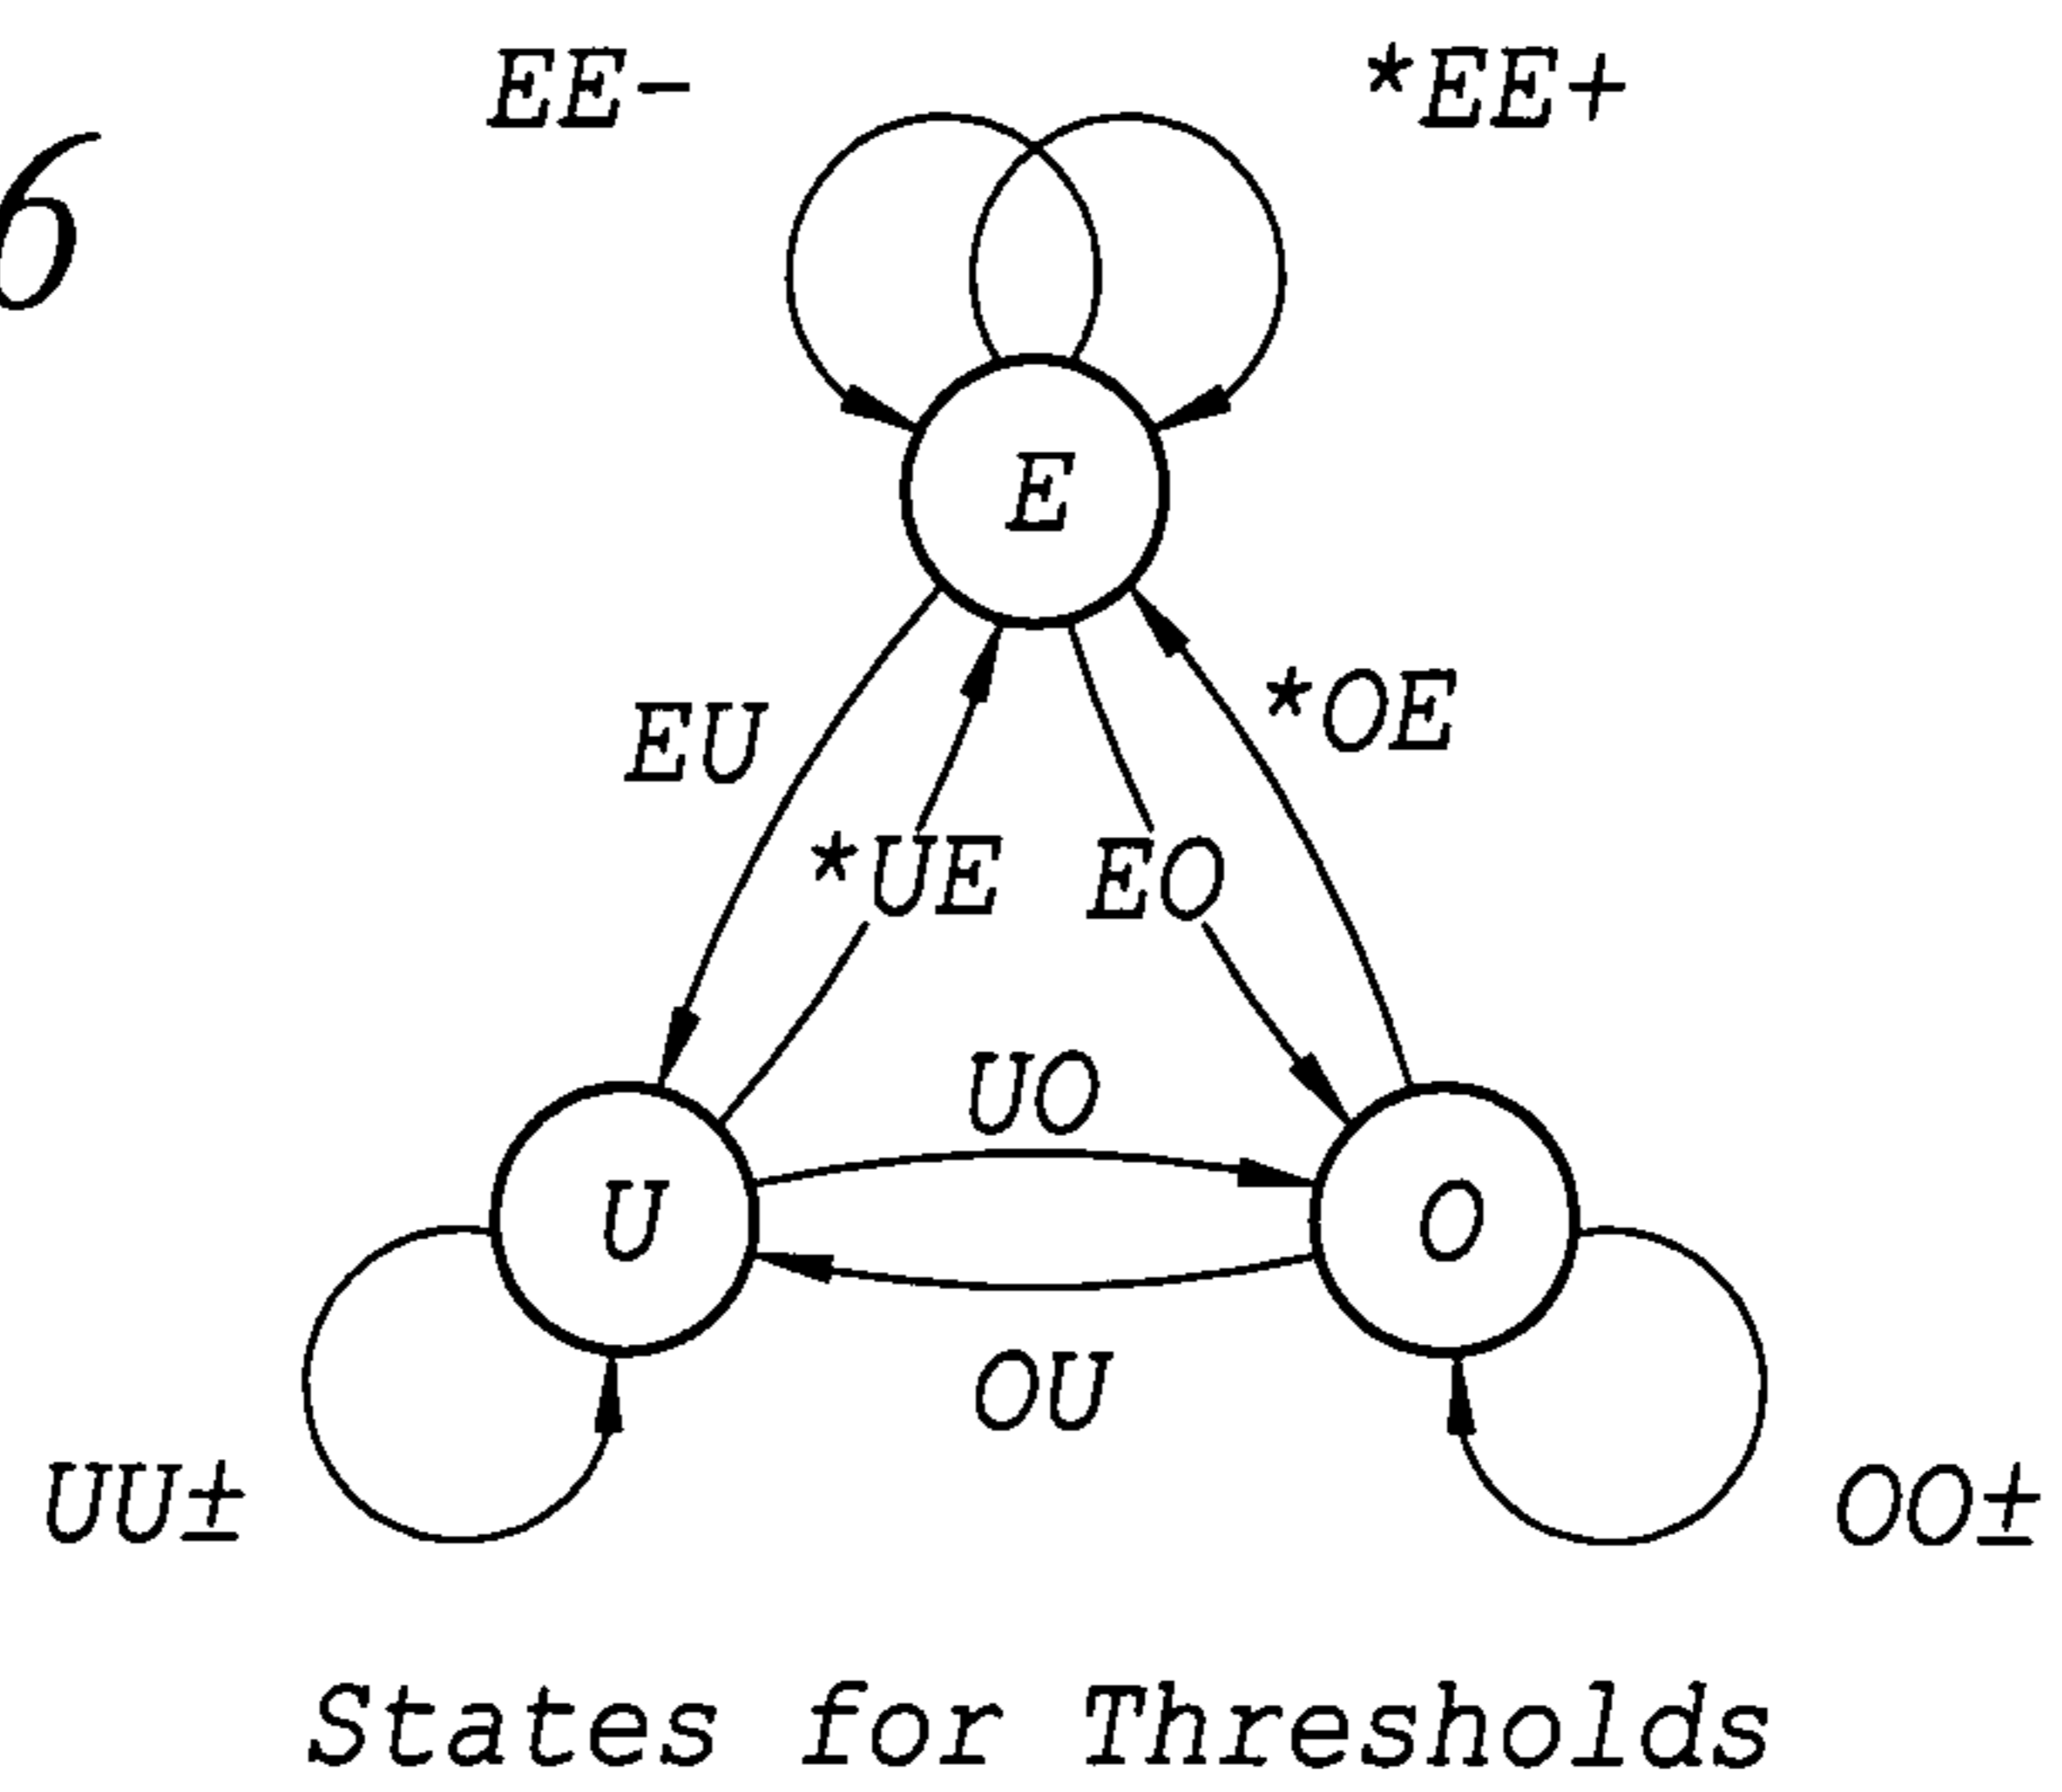 EE- *EE+
6
E
EU *OE
*UE EO
UO
U O
OU
UU± OO±
States for Thresholds